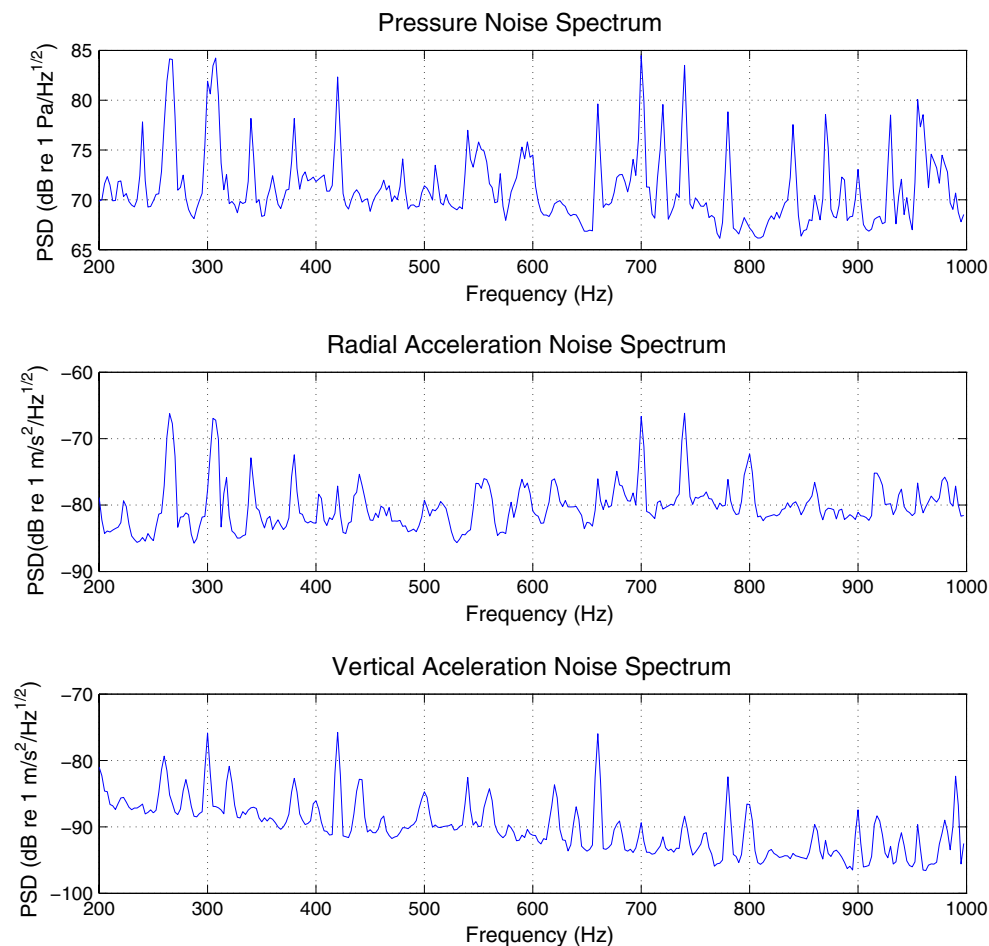 Pressure Noise Spectrum
PSD (dB re 1 Pa/Hz^1/2)
85
80
75
70
65
200 300 400 500 600 700 800 900 1000
Frequency (Hz)
Radial Acceleration Noise Spectrum
PSD(dB re 1 m/s^2/Hz^1/2)
−60
−70
−80
−90
200 300 400 500 600 700 800 900 1000
Frequency (Hz)
Vertical Aceleration Noise Spectrum
PSD (dB re 1 m/s^2/Hz^1/2)
−70
−80
−90
−100
200 300 400 500 600 700 800 900 1000
Frequency (Hz)